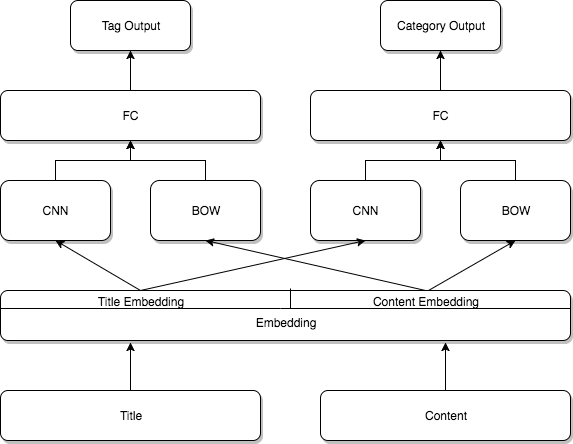 Tag Output
Category Output
FC
FC
CNN
BOW
CNN
BOW
Title Embedding
Content Embedding
Embedding
Title
Content